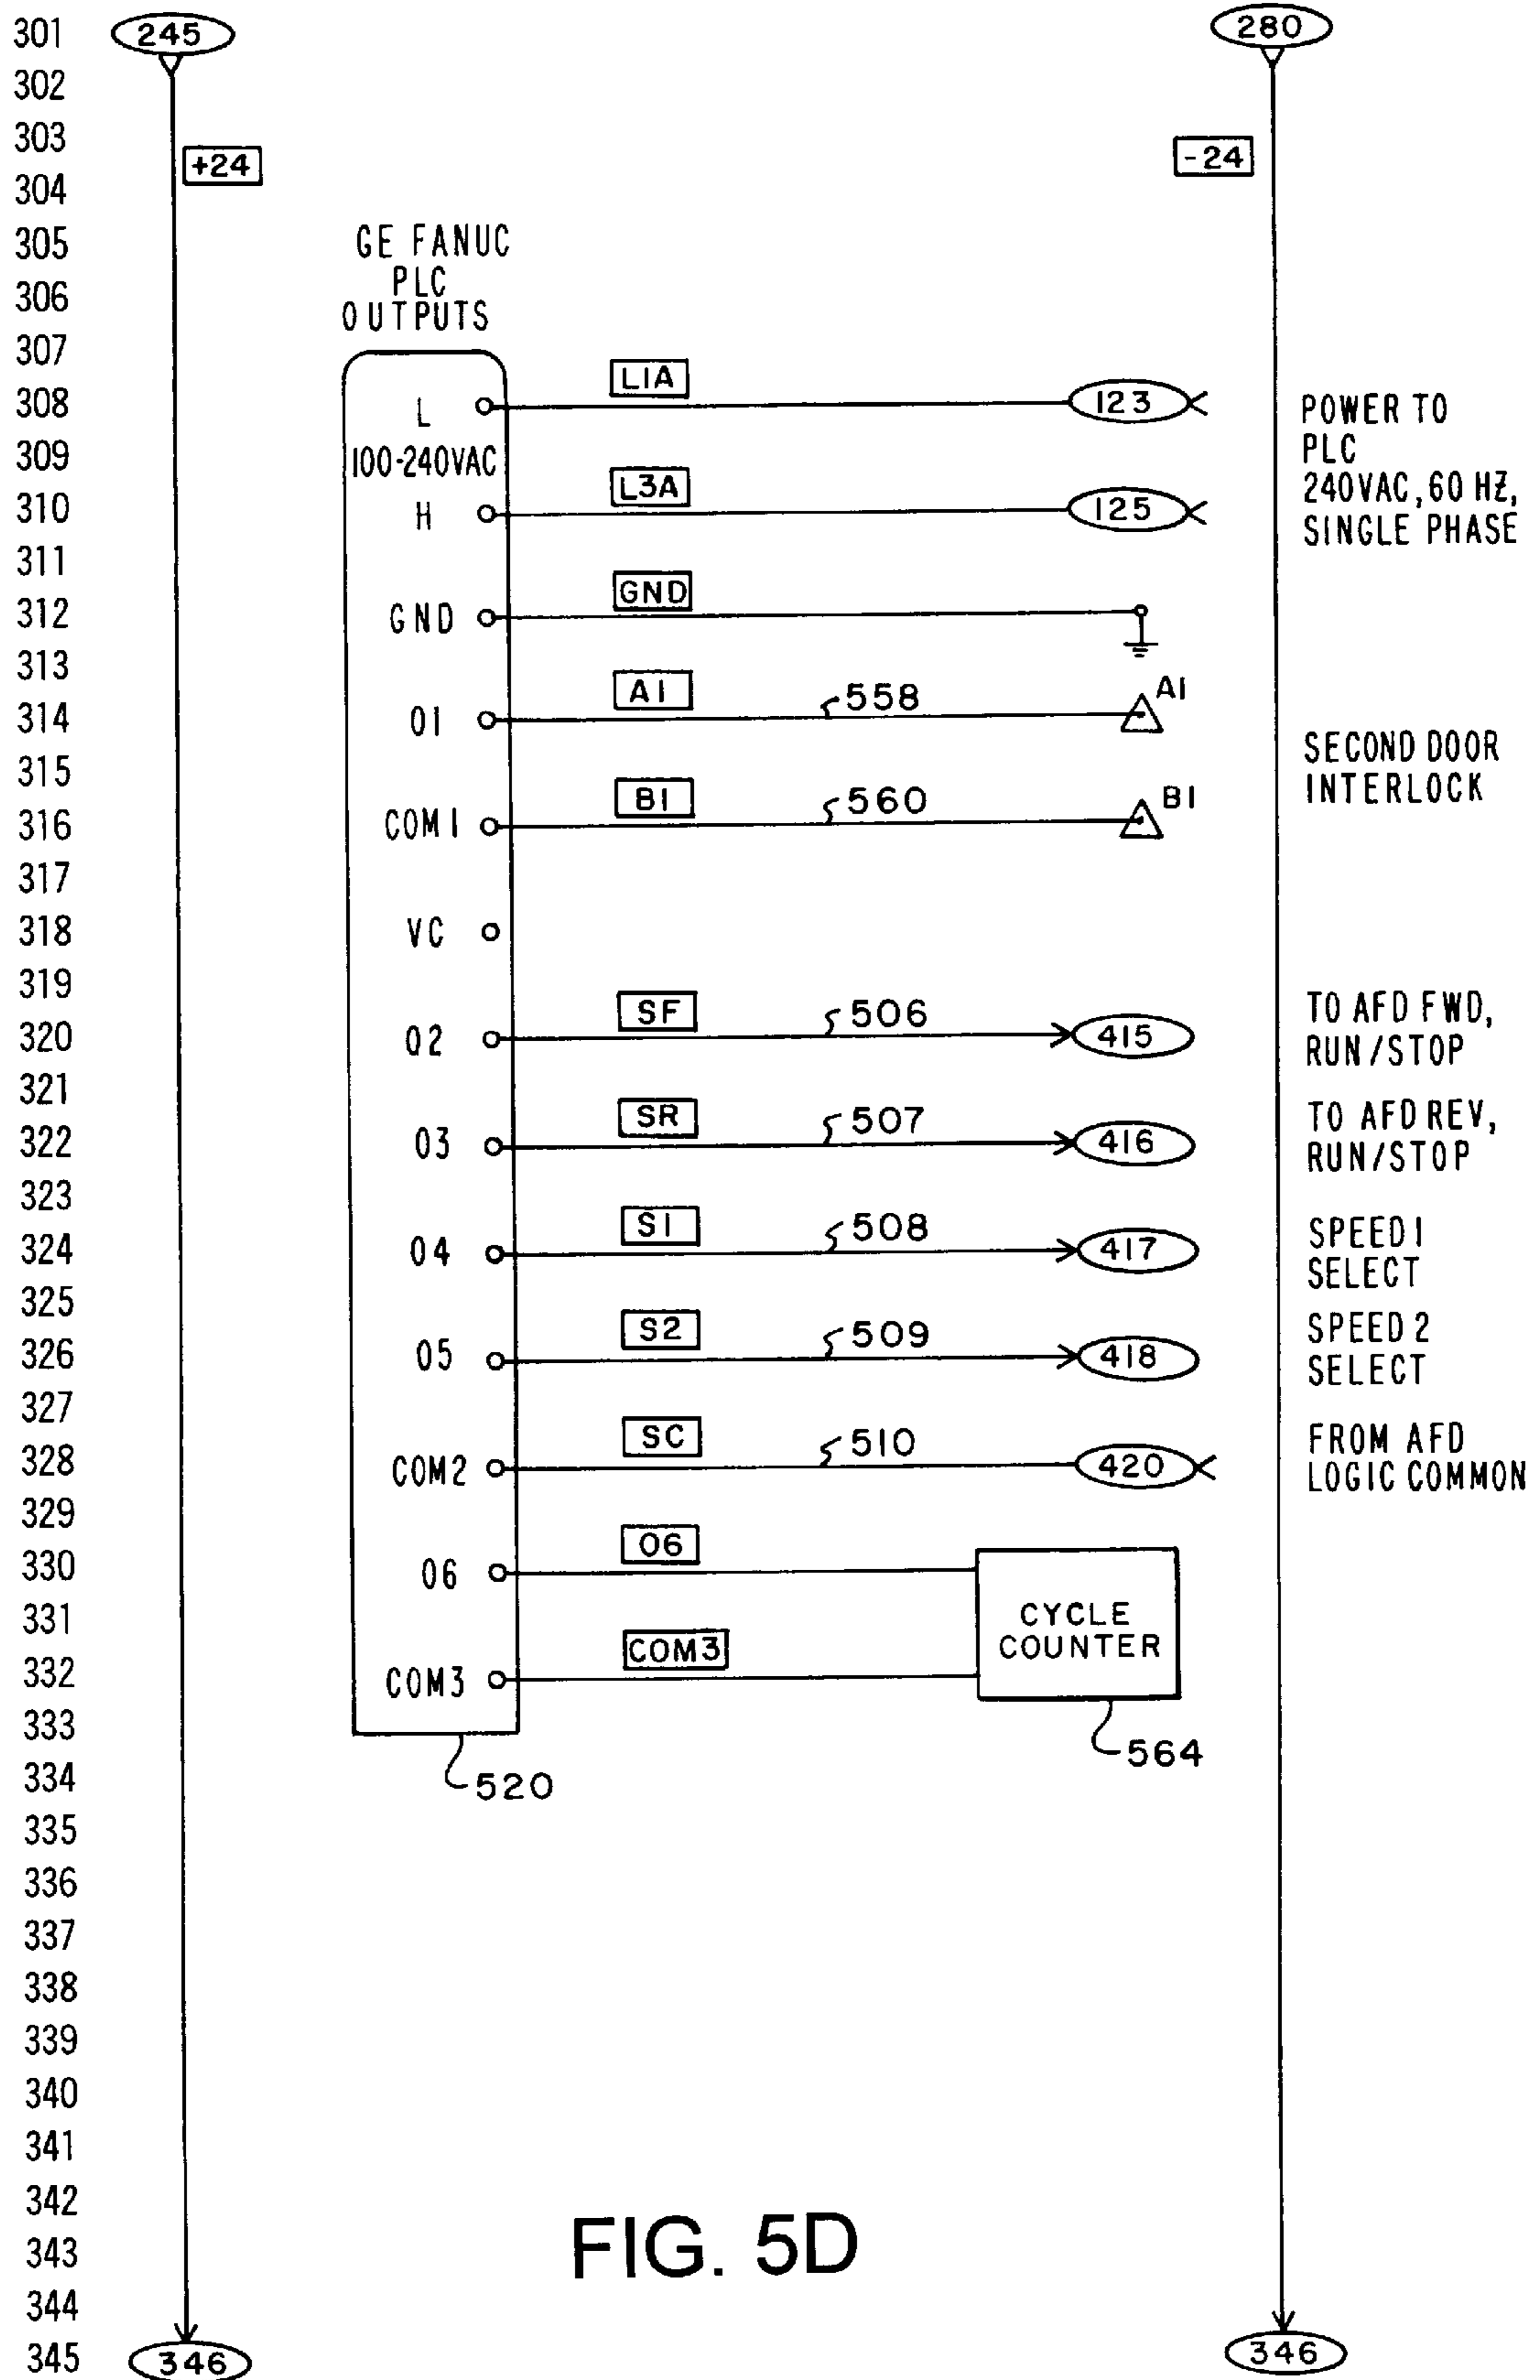 301 245 280
302
303
+24 -24
304
305 GE FANUC
PLC
306
OUTPUTS
307
L1A
308 L 123 POWER TO
309 100-240VAC PLC
L3A 240VAC, 60 HZ,
310 H 125 SINGLE PHASE
311
GND
312 GND
313
A1 558 A1
314 01
SECOND DOOR
315 INTERLOCK
B1 560 B1
316 COM1
317
318 VC
319
SF 506 TO AFD FWD,
320 02 415 RUN/STOP
321
SR 507 TO AFD REV,
322 03 416 RUN/STOP
323
S1 508 SPEED 1
324 04 417 SELECT
325
S2 509 SPEED 2
326 05 418 SELECT
327
SC 510 FROM AFD
328 COM2 420 LOGIC COMMON
329
06
330 06
331 CYCLE
COM3 COUNTER
332 COM3
333
564
334 520
335
336
337
338
339
340
341
342
343 FIG. 5D
344
345 346 346